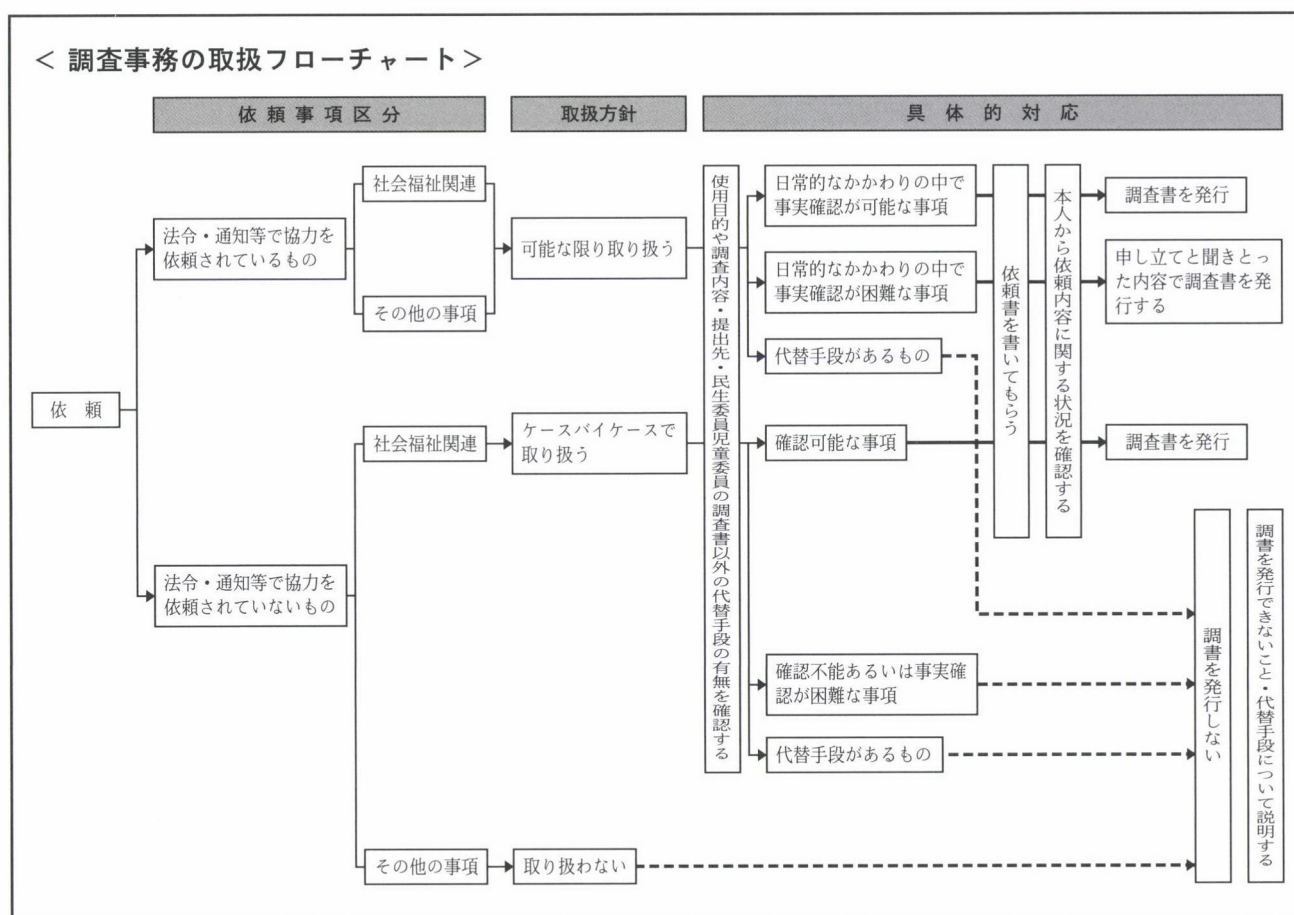 ＜ 調査事務の取扱フローチャート＞
依 頼 事 項 区 分
取扱方針
具 体 的 対 応
依 頼
法令・通知等で協力を
依頼されているもの
社会福祉関連
その他の事項
可能な限り取り扱う
法令・通知等で協力を
依頼されていないもの
社会福祉関連
ケースバイケースで
取り扱う
その他の事項
取り扱わない
使用目的や調査内容・提出先・民生委員児童委員の調査書以外の代替手段の有無を確認する
日常的なかかわりの中で
事実確認が可能な事項
日常的なかかわりの中で
事実確認が困難な事項
代替手段があるもの
確認可能な事項
確認不能あるいは事実確
認が困難な事項
代替手段があるもの
依頼書を書いてもらう
本人から依頼内容に関する状況を確認する
調査書を発行
申し立てと聞きとっ
た内容で調査書を発
行する
調査書を発行
調書を発行しない
調書を発行できないこと・代替手段について説明する